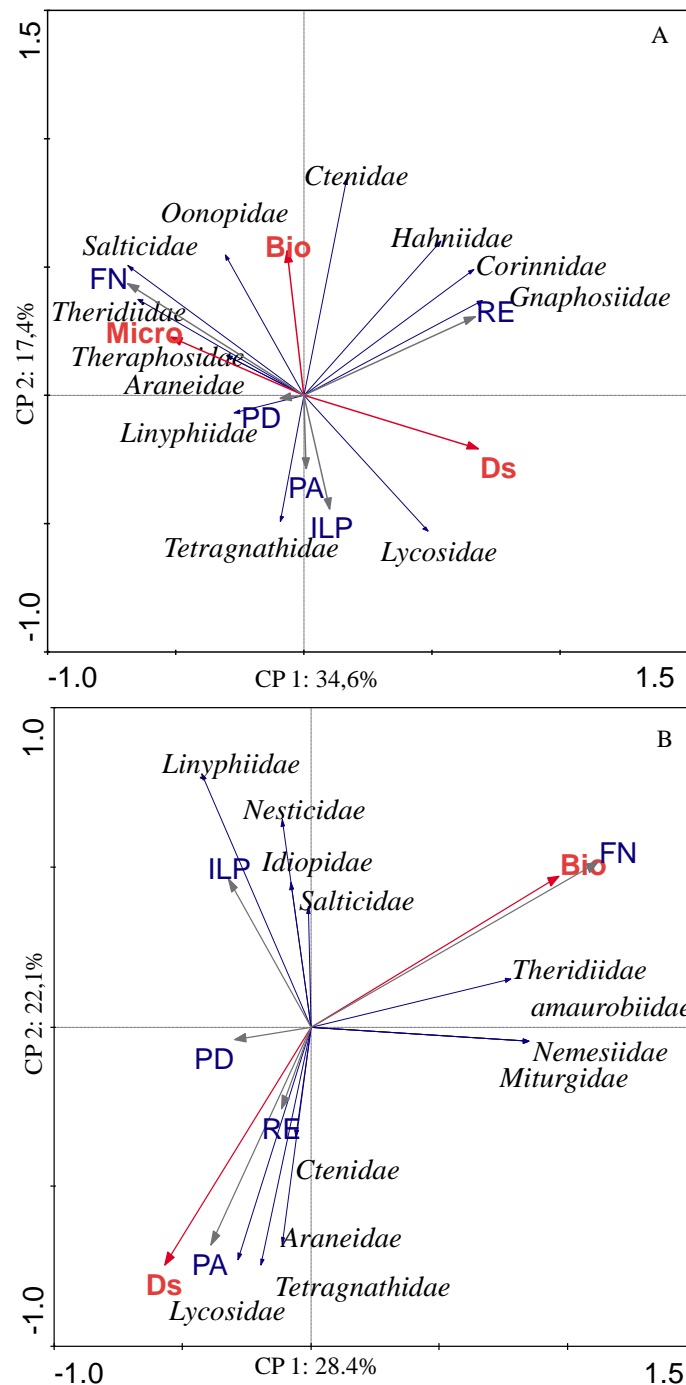 1.5
A
Ctenidae
Oonopidae
Bio
Hahniidae
Salticidae
Corinnidae
FN
Gnaphosiidae
Theridiidae
RE
Micro
Theraphosidae
CP 2: 17,4%
Araneidae
PD
Linyphiidae
Ds
PA
ILP
Tetragnathidae
Lycosidae
-1.0
-1.0
CP 1: 34,6%
1.5
1.0
B
Linyphiidae
Nesticidae
Idiopidae
ILP
Bio
FN
Salticidae
Theridiidae
amaurobiidae
CP 2: 22,1%
PD
Nemesiidae
Miturgidae
RE
Ctenidae
Araneidae
PA
Ds
Tetragnathidae
Lycosidae
-1.0
-1.0
CP 1: 28.4%
1.5